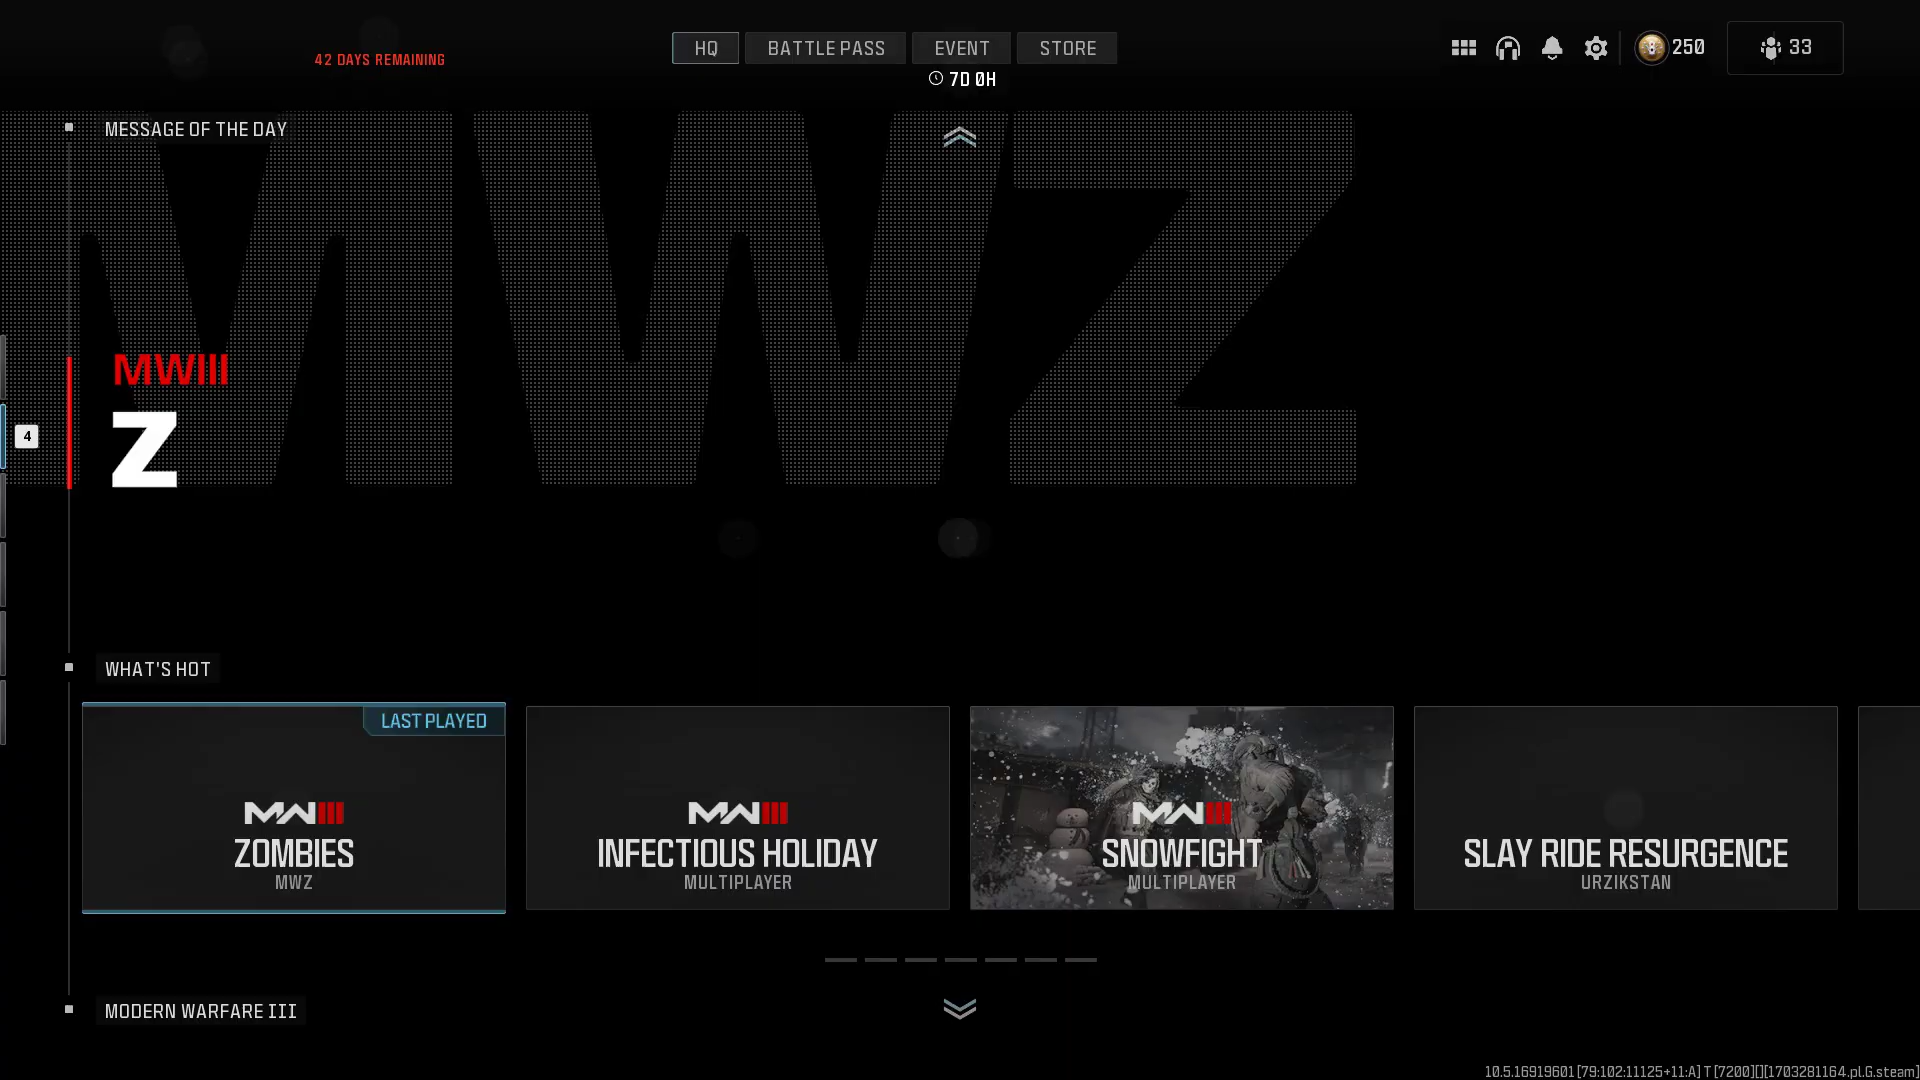 42 DAYS REMAINING
HQ
BATTLE PASS
EVENT
STORE
250
33
7D 0H
MESSAGE OF THE DAY
MWZ
MWIII
Z
4
WHAT'S HOT
LAST PLAYED
MWIII
ZOMBIES
MWZ
MWIII
INFECTIOUS HOLIDAY
MULTIPLAYER
MWIII
SNOWFIGHT
MULTIPLAYER
SLAY RIDE RESURGENCE
URZIKSTAN
MODERN WARFARE III
10.5.16919601[79:102:11125+11:A] T [7200][][1703281164.pl.G.steam]